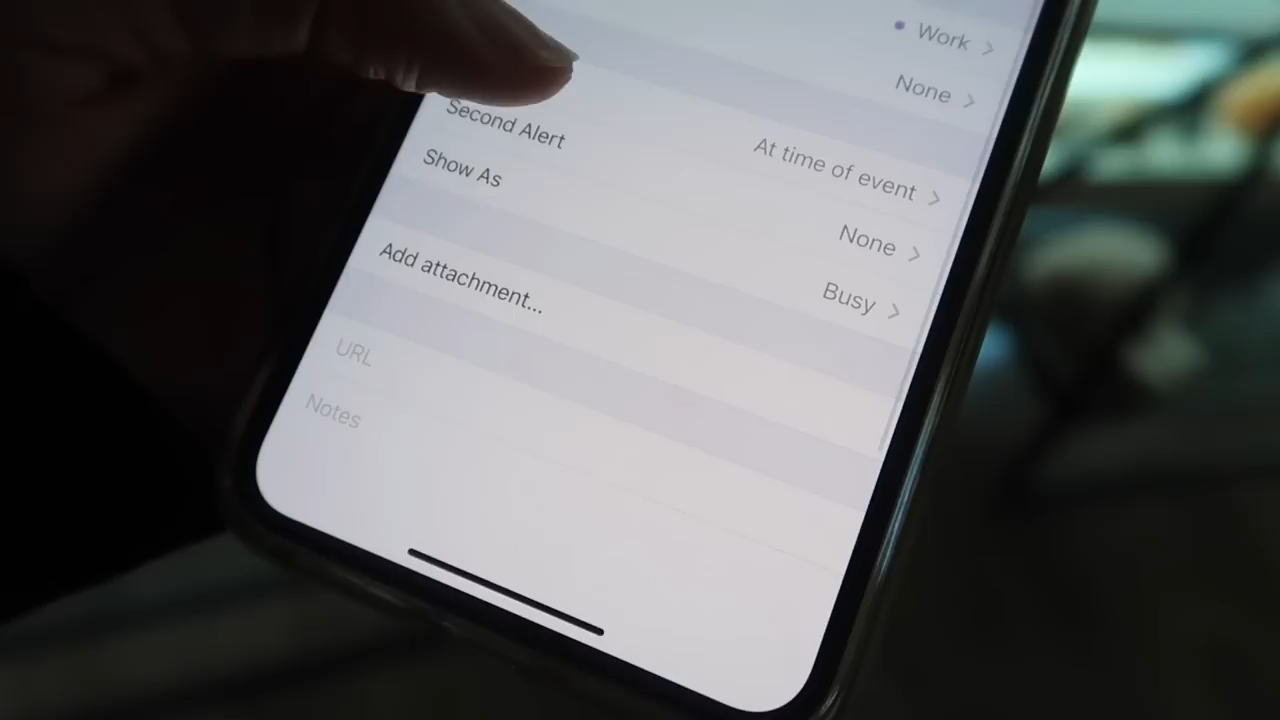 Work
None
At time of event
Second Alert None
Show As Busy
Add attachment...
URL
Notes